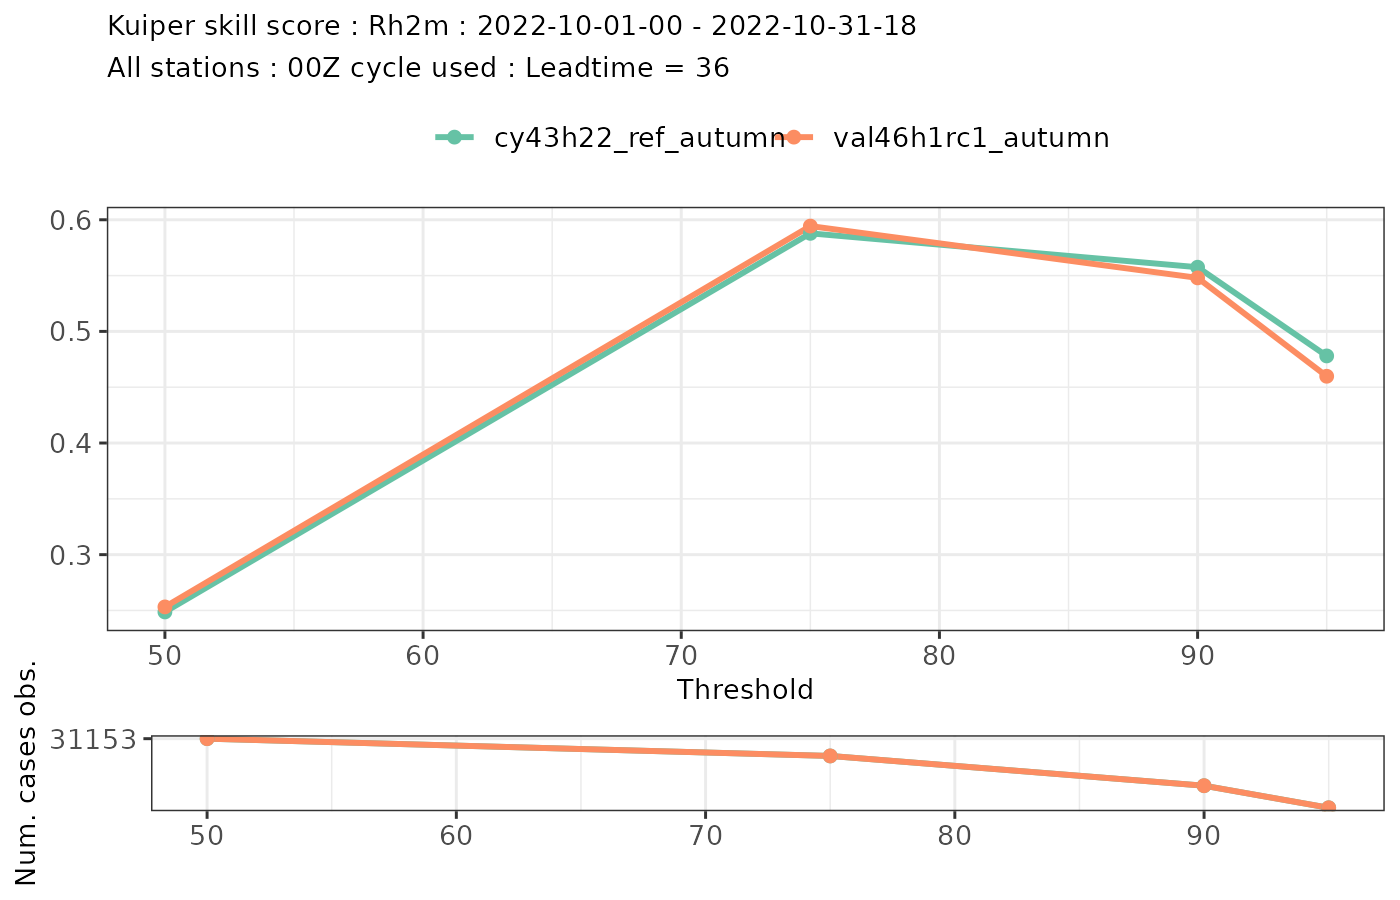 Kuiper skill score : Rh2m : 2022-10-01-00 - 2022-10-31-18
All stations : 00Z cycle used : Leadtime = 36
cy43h22_ref_autumn val46h1rc1_autumn
0.6
0.5
0.4
0.3
50 60 70 80 90
Threshold
Num. cases obs.
31153
50 60 70 80 90